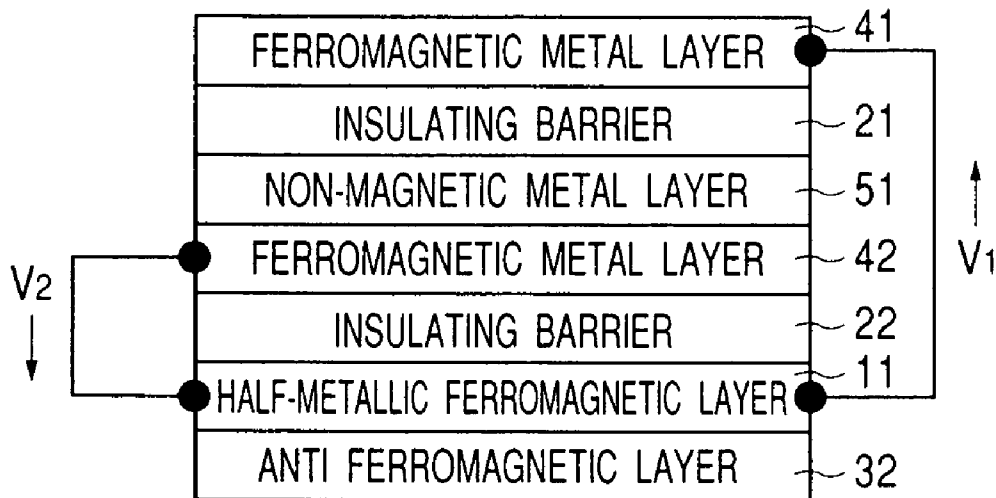 FERROMAGNETIC METAL LAYER 41
INSULATING BARRIER 21
NON-MAGNETIC METAL LAYER 51
FERROMAGNETIC METAL LAYER 42
INSULATING BARRIER 22
HALF-METALLIC FERROMAGNETIC LAYER 11
ANTI FERROMAGNETIC LAYER 32
V2
V1